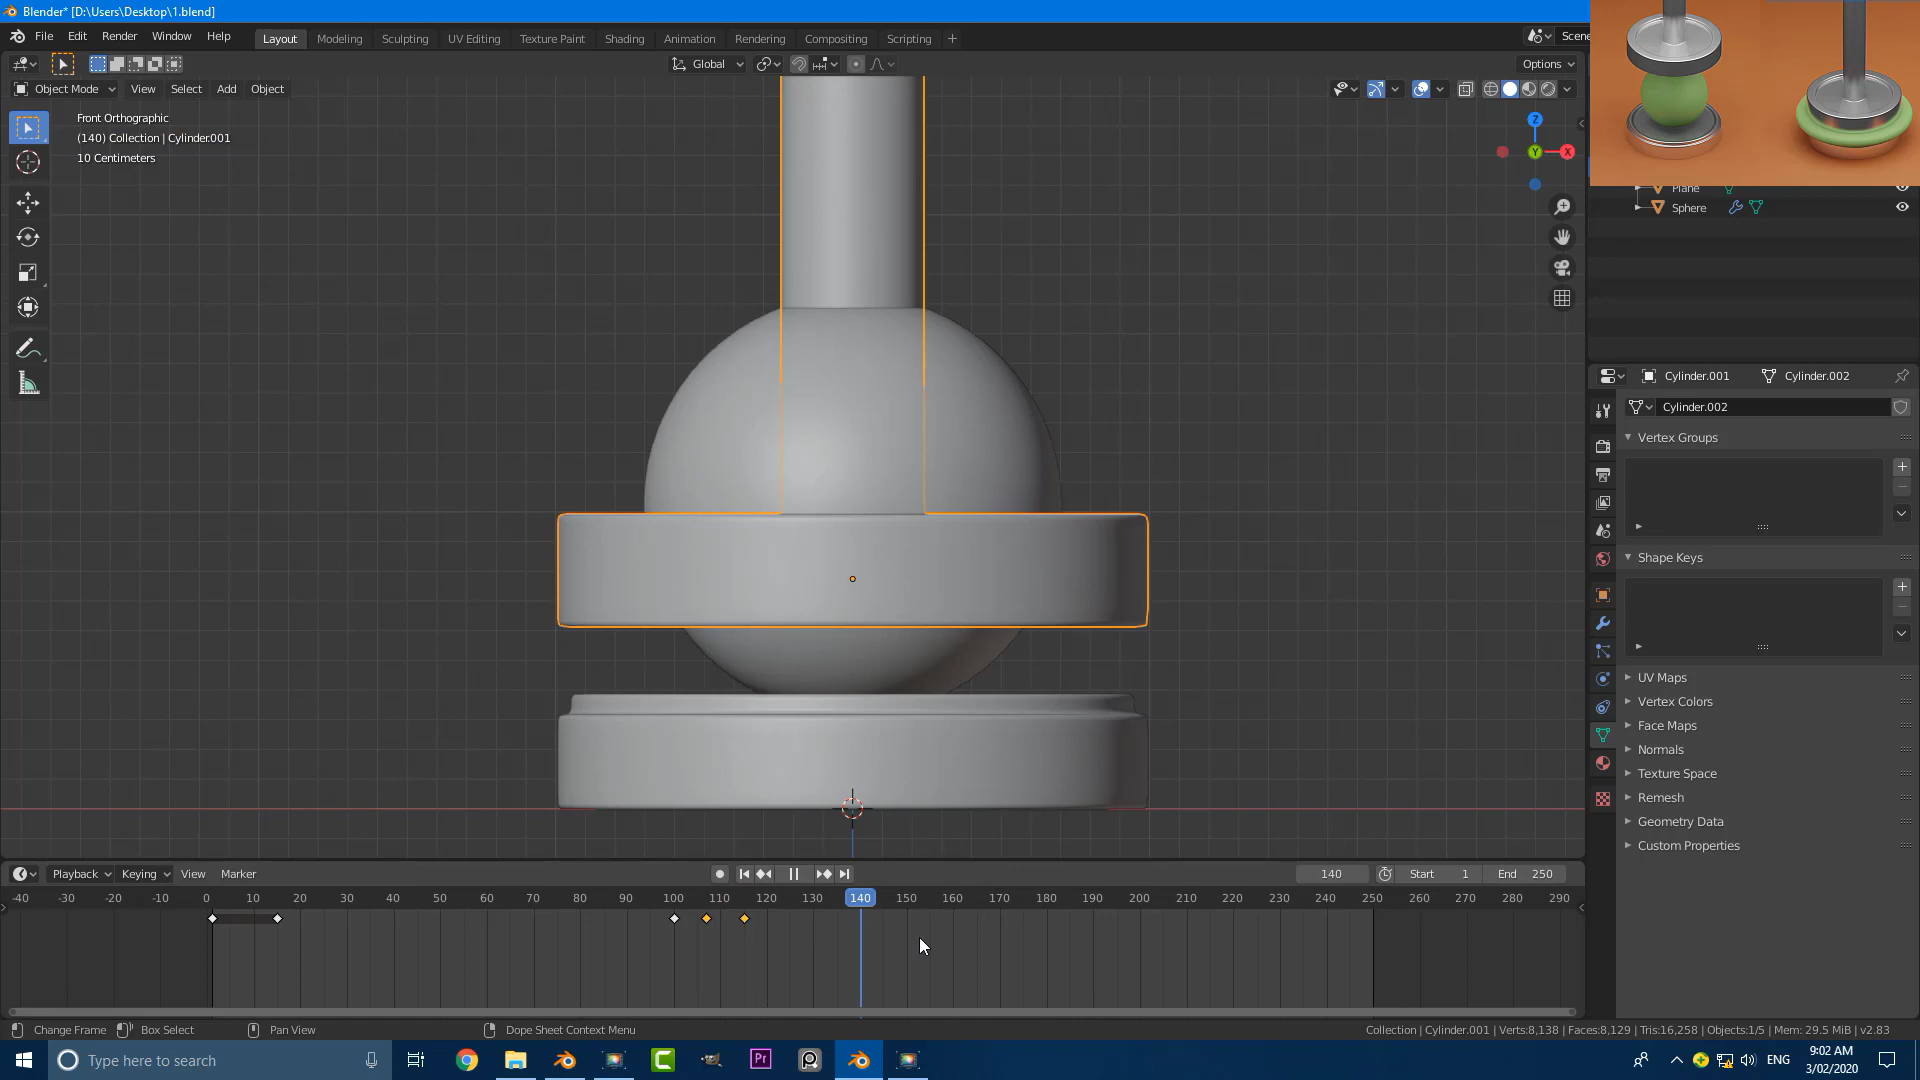 Blender* [D:\Users\Desktop\1.blend]
File Edit Render Window Help
Layout Modeling Sculpting UV Editing Texture Paint Shading Animation Rendering Compositing Scripting
Scene
Global
Options
Object Mode View Select Add Object
Front Orthographic
(140) Collection | Cylinder.001
10 Centimeters
Z
Y
X
Plane
Sphere
Cylinder.001 Cylinder.002
Cylinder.002
Vertex Groups
Shape Keys
UV Maps
Vertex Colors
Face Maps
Normals
Texture Space
Remesh
Geometry Data
Custom Properties
Playback Keying View Marker
140 Start 1 End 250
-40 -30 -20 -10 0 10 20 30 40 50 60 70 80 90 100 110 120 130 140 150 160 170 180 190 200 210 220 230 240 250 260 270 280 290
Change Frame Box Select Pan View Dope Sheet Context Menu
Collection | Cylinder.001 | Verts:8,138 | Faces:8,129 | Tris:16,258 | Objects:1/5 | Mem: 29.5 MiB | v2.83
Type here to search
Pr
ENG
9:02 AM
3/02/2020